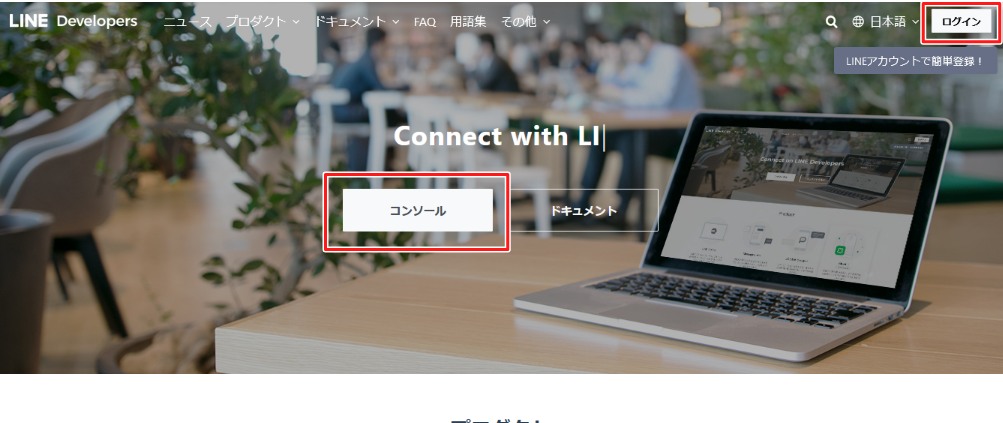 LINE Developers ニュース プロダクト ドキュメント FAQ 用語集 その他 日本語 ログイン
LINEアカウントで簡単登録！
Connect with LI
コンソール ドキュメント
Connect on LINE Developers
Product